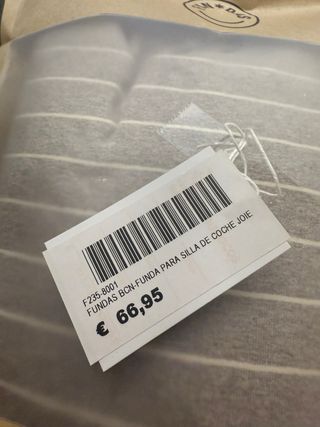 F235-8001
FUNDAS BCN-FUNDA PARA SILLA DE COCHE JOIE
€ 66,95